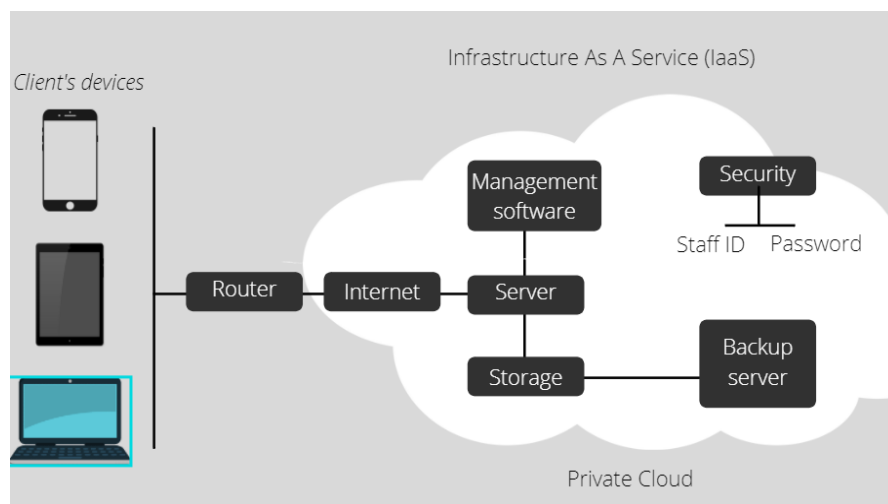 Infrastructure As A Service (IaaS)
Client's devices
Management
software
Security
Staff ID
Password
Router
Internet
Server
Storage
Backup
server
Private Cloud